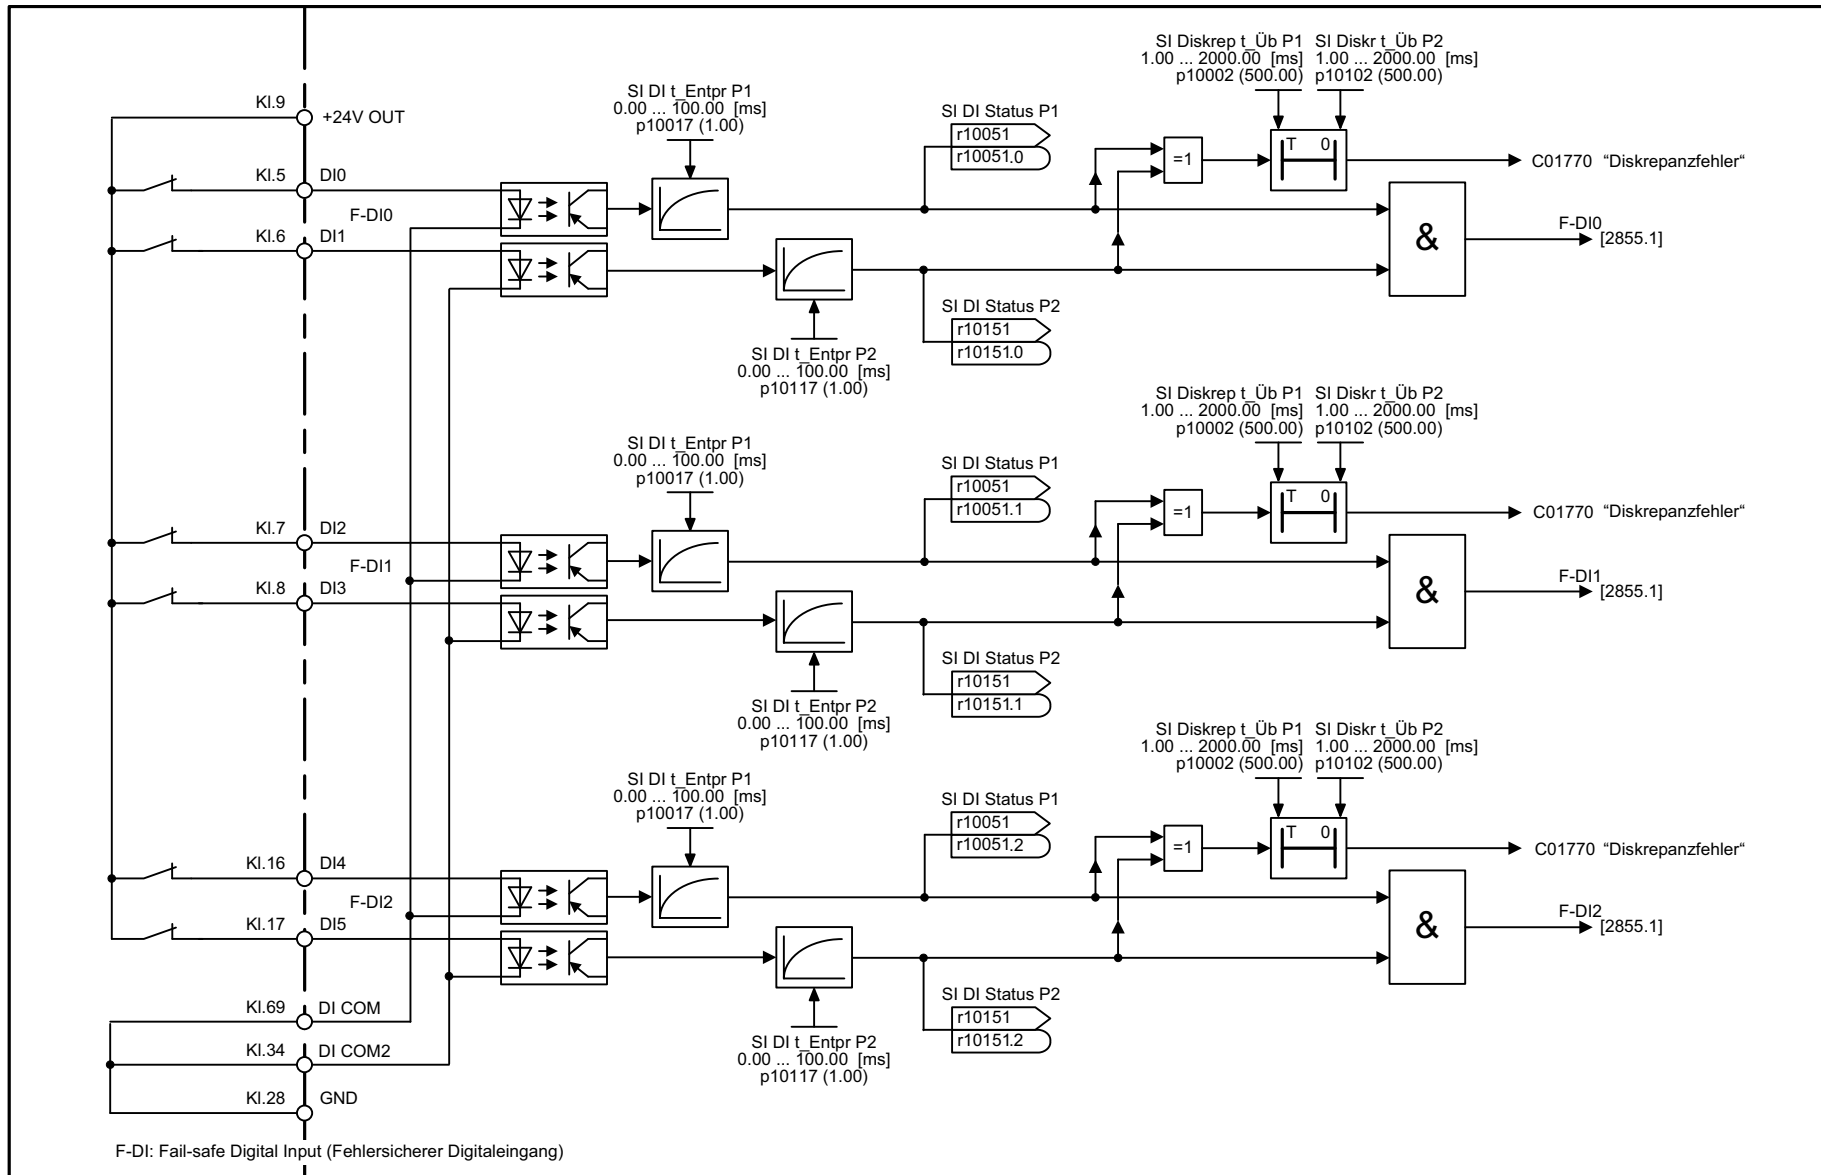 SI Diskrep t_Üb P1
1.00 ... 2000.00 [ms]
p10002 (500.00)
SI Diskr t_Üb P2
1.00 ... 2000.00 [ms]
p10102 (500.00)
SI DI t_Entpr P1
0.00 ... 100.00 [ms]
p10017 (1.00)
Kl.9
+24V OUT
SI DI Status P1
r10051
r10051.0
=1
T 0
C01770 “Diskrepanzfehler“
Kl.5
DI0
F-DI0
Kl.6
DI1
&
F-DI0
[2855.1]
SI DI Status P2
r10151
r10151.0
SI DI t_Entpr P2
0.00 ... 100.00 [ms]
p10117 (1.00)
SI Diskrep t_Üb P1
1.00 ... 2000.00 [ms]
p10002 (500.00)
SI Diskr t_Üb P2
1.00 ... 2000.00 [ms]
p10102 (500.00)
SI DI t_Entpr P1
0.00 ... 100.00 [ms]
p10017 (1.00)
SI DI Status P1
r10051
r10051.1
=1
T 0
C01770 “Diskrepanzfehler“
Kl.7
DI2
F-DI1
Kl.8
DI3
&
F-DI1
[2855.1]
SI DI Status P2
r10151
r10151.1
SI DI t_Entpr P2
0.00 ... 100.00 [ms]
p10117 (1.00)
SI Diskrep t_Üb P1
1.00 ... 2000.00 [ms]
p10002 (500.00)
SI Diskr t_Üb P2
1.00 ... 2000.00 [ms]
p10102 (500.00)
SI DI t_Entpr P1
0.00 ... 100.00 [ms]
p10017 (1.00)
SI DI Status P1
r10051
r10051.2
=1
T 0
C01770 “Diskrepanzfehler“
Kl.16
DI4
F-DI2
Kl.17
DI5
&
F-DI2
[2855.1]
SI DI Status P2
r10151
r10151.2
SI DI t_Entpr P2
0.00 ... 100.00 [ms]
p10117 (1.00)
Kl.69
DI COM
Kl.34
DI COM2
Kl.28
GND
F-DI: Fail-safe Digital Input (Fehlersicherer Digitaleingang)